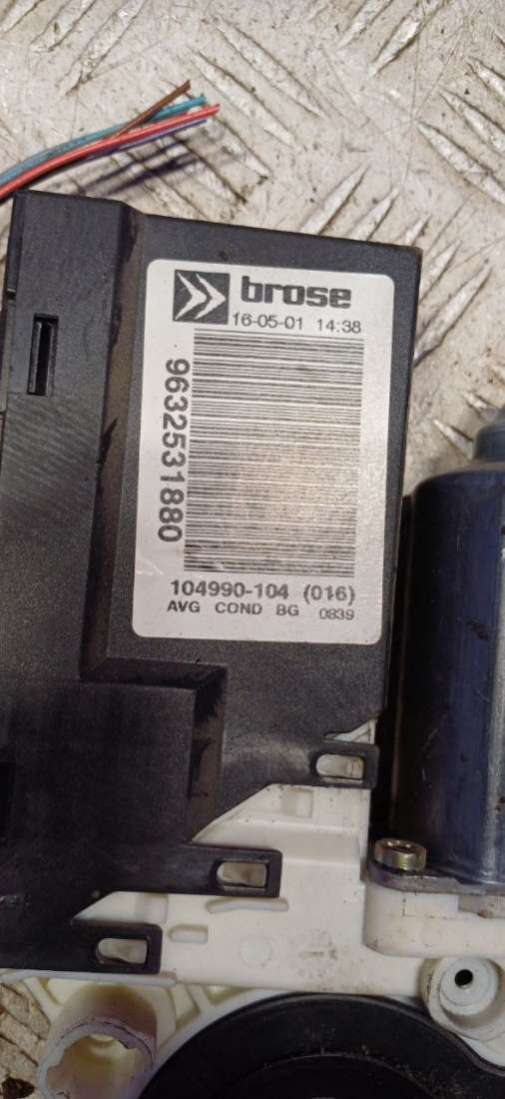 brose
16-05-01 14:38
9632531880
104990-104 (016)
AVG COND BG 0839